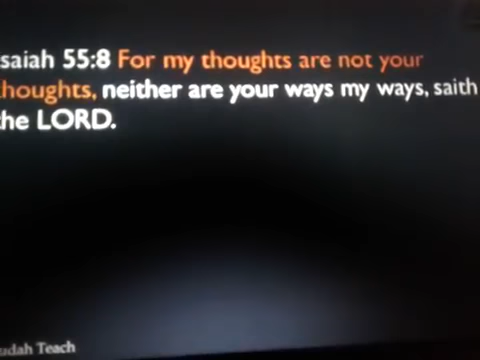 saiah 55:8 For my thoughts are not your
houghts, neither are your ways my ways, saith
he LORD.
udah Teach